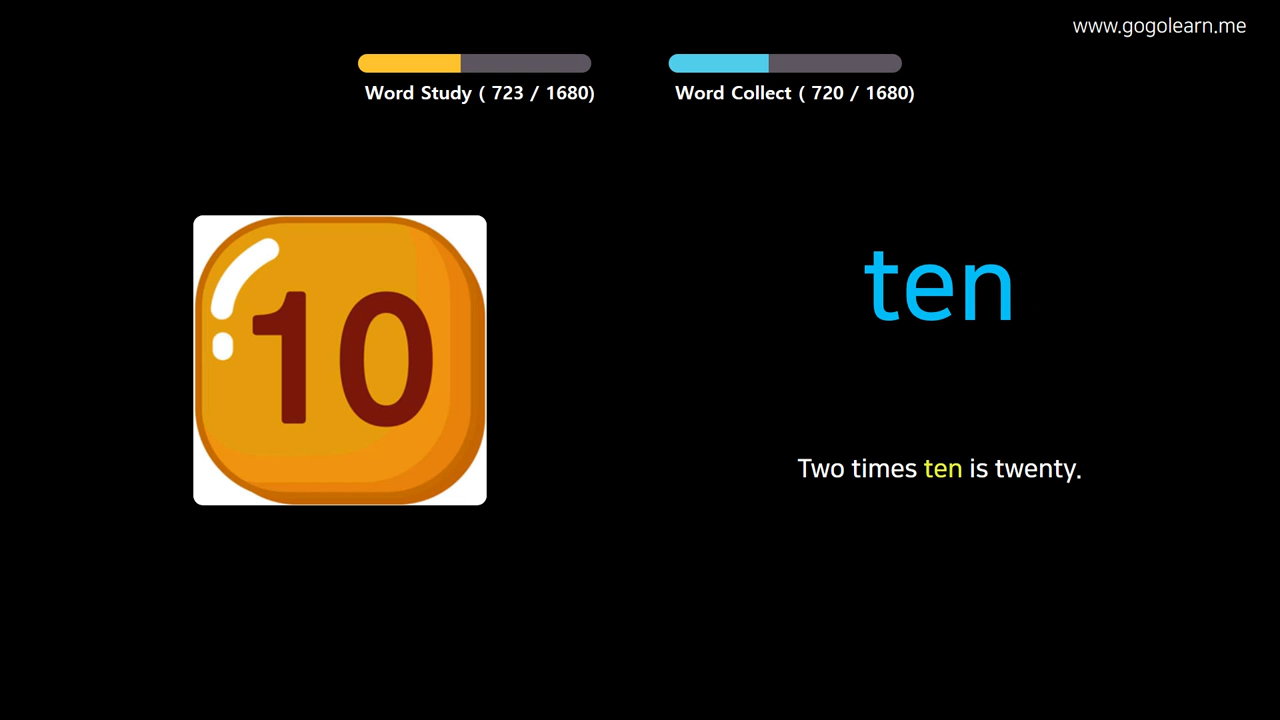 www.gogolearn.me
Word Study ( 723 / 1680)
Word Collect ( 720 / 1680)
10
ten
Two times ten is twenty.